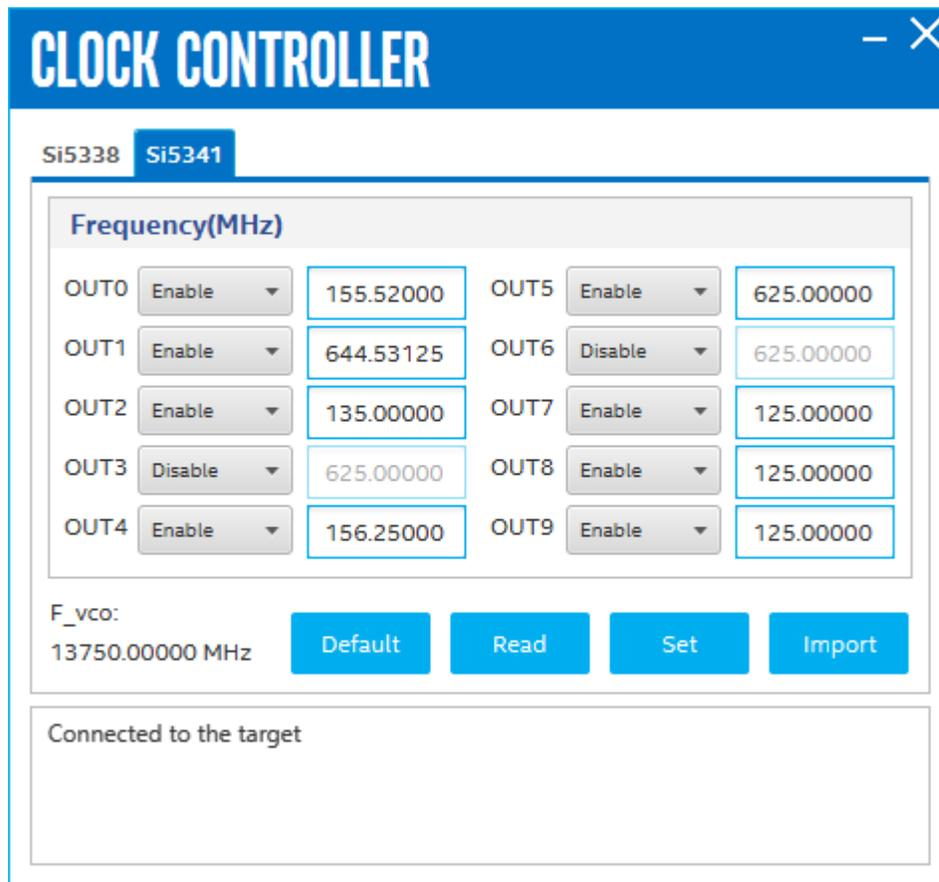 CLOCK CONTROLLER
Si5338 Si5341
Frequency(MHz)
OUT0 Enable 155.52000 OUT5 Enable 625.00000
OUT1 Enable 644.53125 OUT6 Disable 625.00000
OUT2 Enable 135.00000 OUT7 Enable 125.00000
OUT3 Disable 625.00000 OUT8 Enable 125.00000
OUT4 Enable 156.25000 OUT9 Enable 125.00000
F_vco:
13750.00000 MHz Default Read Set Import
Connected to the target